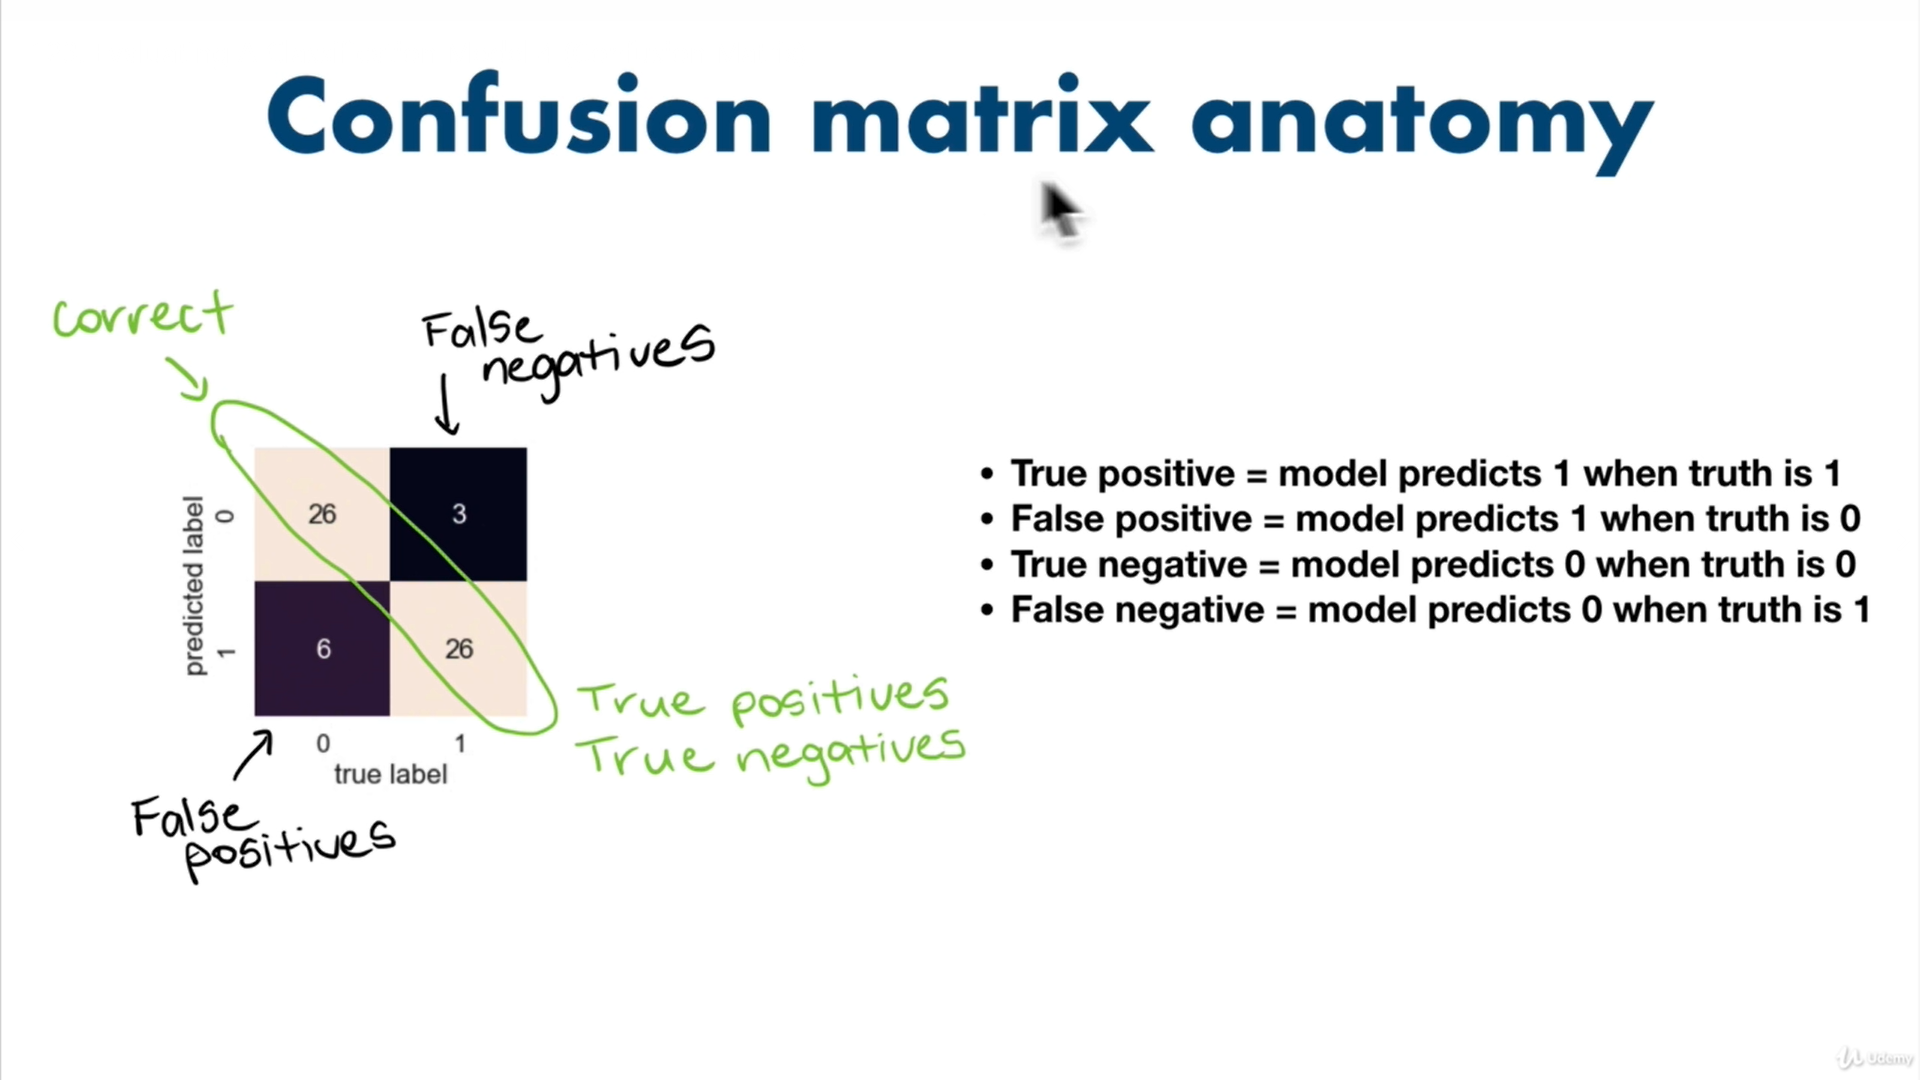 Confusion matrix anatomy
correct
False
negatives
predicted label
0
1
26
3
6
26
0
1
true label
False
positives
True positives
True negatives
• True positive = model predicts 1 when truth is 1
• False positive = model predicts 1 when truth is 0
• True negative = model predicts 0 when truth is 0
• False negative = model predicts 0 when truth is 1
Udemy